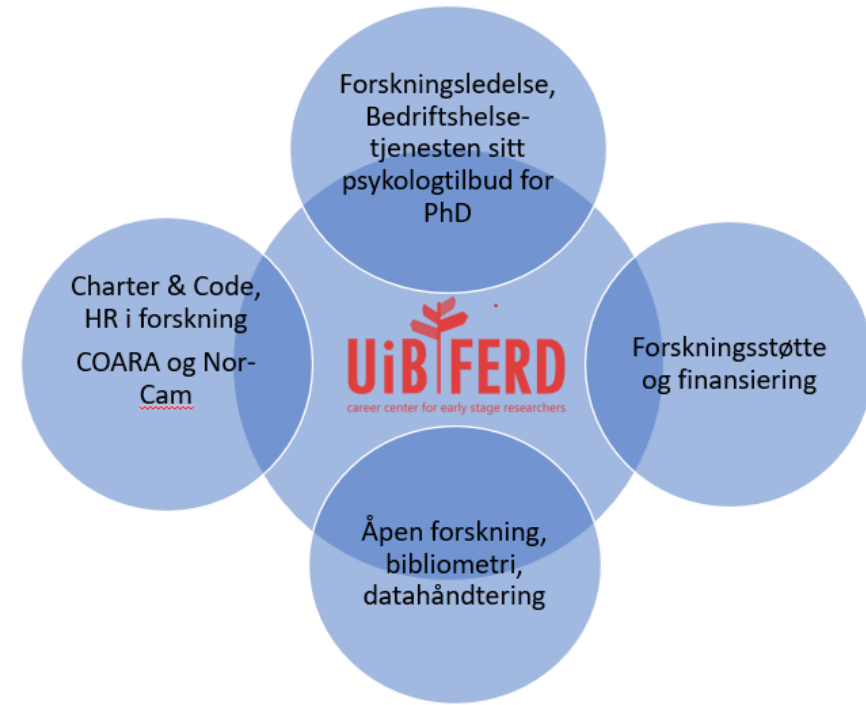 Forskningsledelse,
Bedriftshelse-
tjenesten sitt
psykologtilbud for
PhD
Charter & Code,
HR i forskning
COARA og Nor-
Cam
UiB FERD
career center for early stage researchers
Forskningsstøtte
og finansiering
Åpen forskning,
bibliometri,
datahåndtering